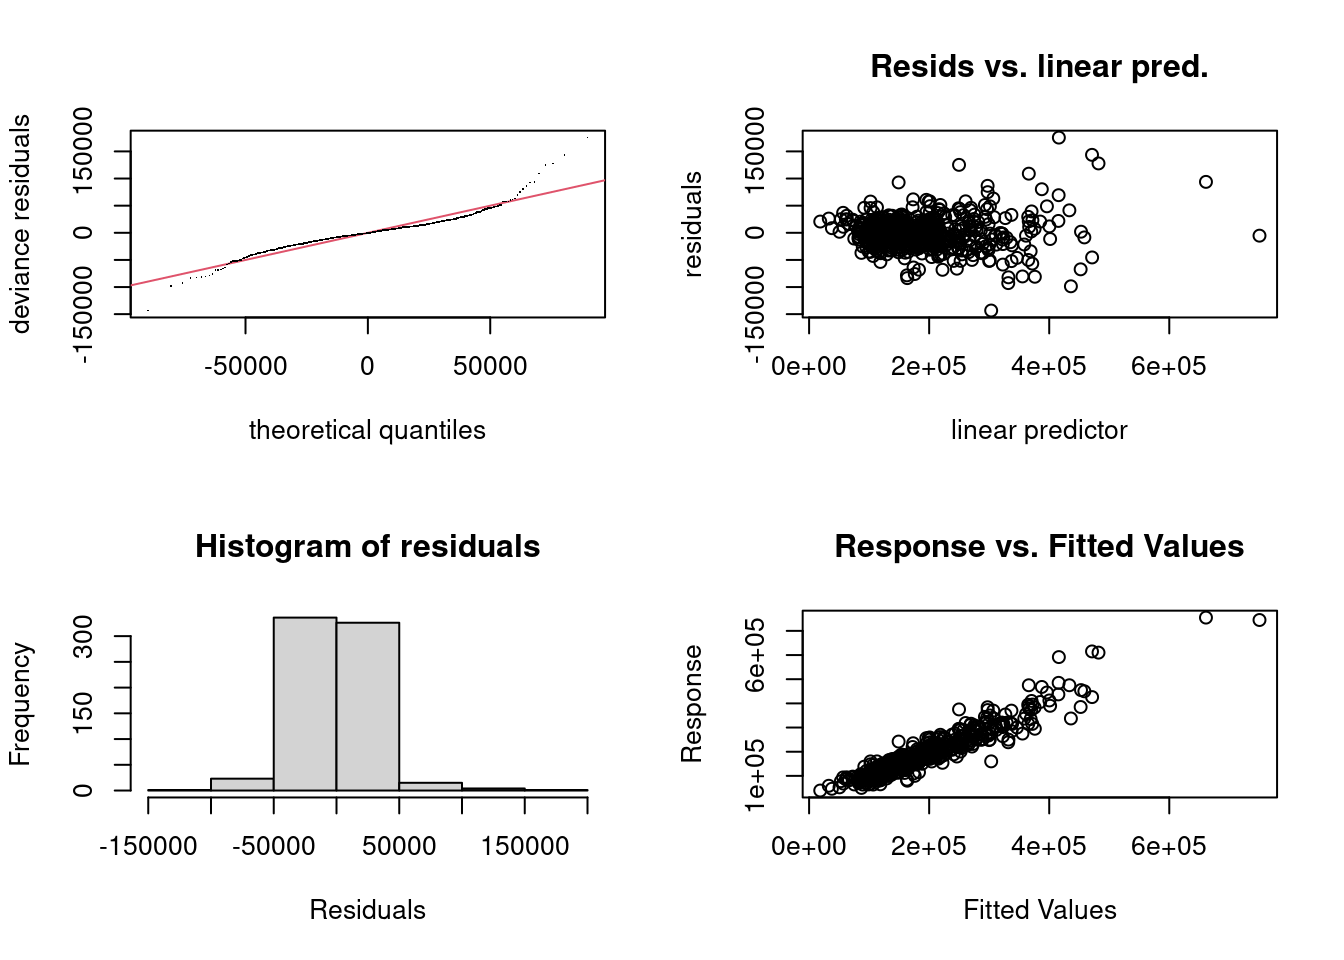 deviance residuals
-150000 0 150000
-50000 0 50000
theoretical quantiles
Resids vs. linear pred.
residuals
-150000 0 150000
0e+00 2e+05 4e+05 6e+05
linear predictor
Histogram of residuals
Frequency
0 150 300
-150000 -50000 50000 150000
Residuals
Response vs. Fitted Values
Response
1e+05 6e+05
0e+00 2e+05 4e+05 6e+05
Fitted Values